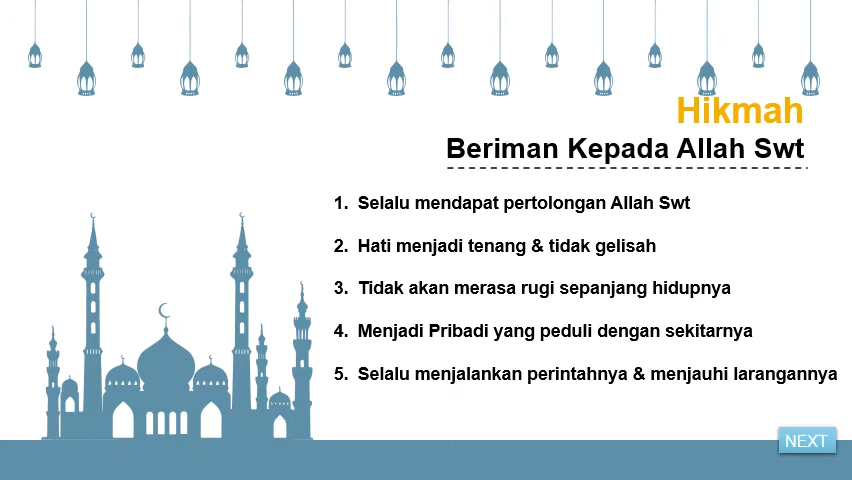 Hikmah
Beriman Kepada Allah Swt
1. Selalu mendapat pertolongan Allah Swt
2. Hati menjadi tenang & tidak gelisah
3. Tidak akan merasa rugi sepanjang hidupnya
4. Menjadi Pribadi yang peduli dengan sekitarnya
5. Selalu menjalankan perintahnya & menjauhi larangannya
NEXT